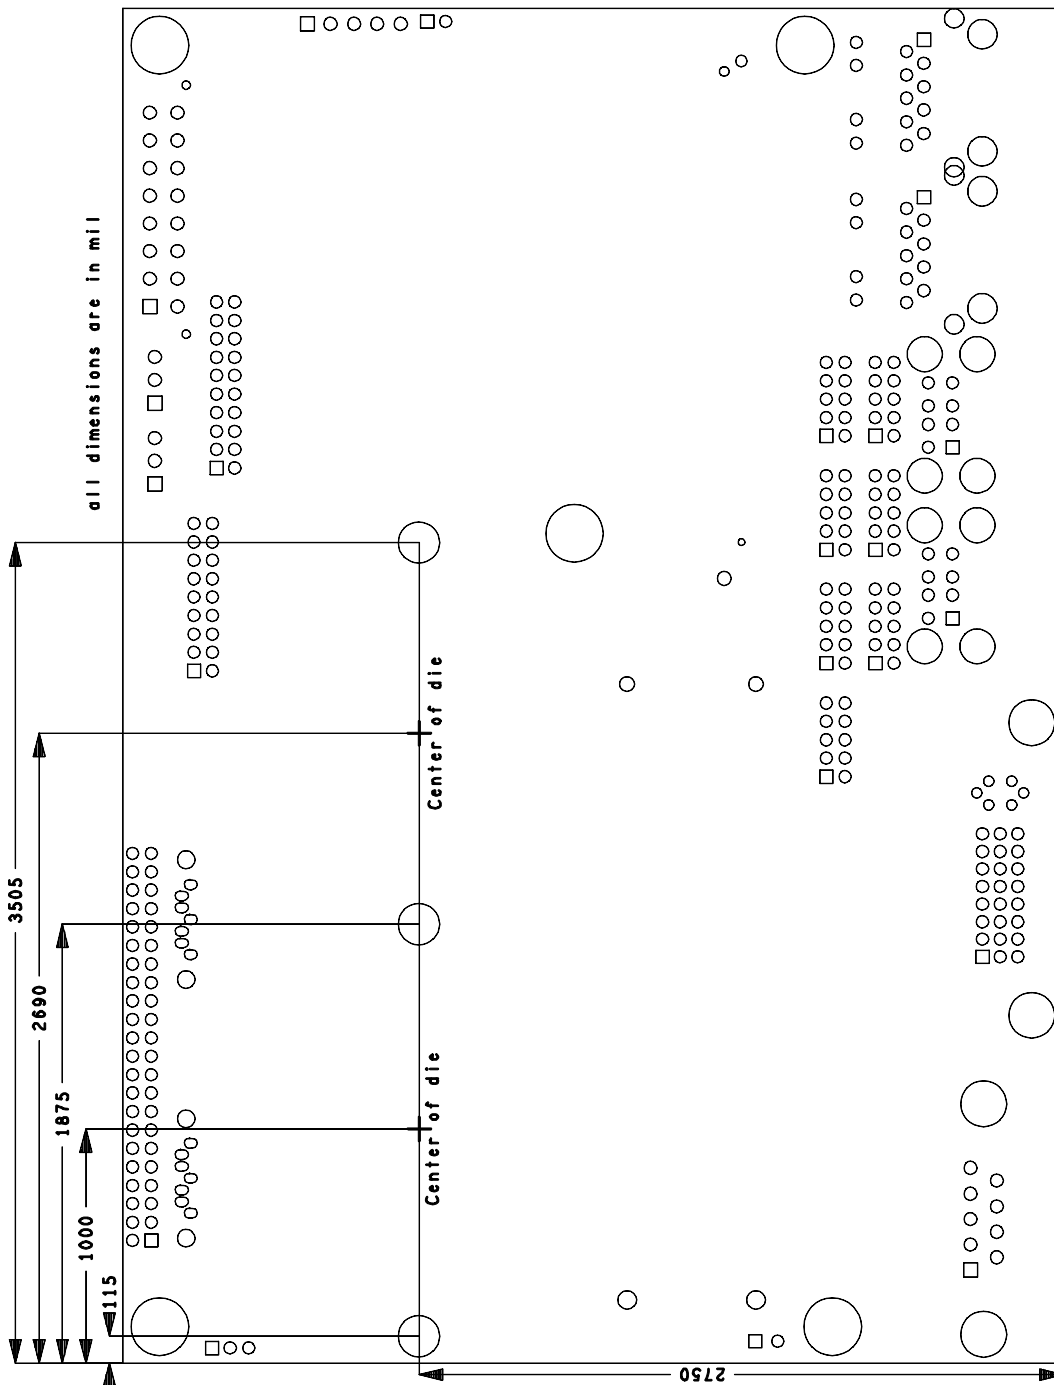 all dimensions are in mil
3505
2690
1875
1000
115
Center of die
Center of die
2750